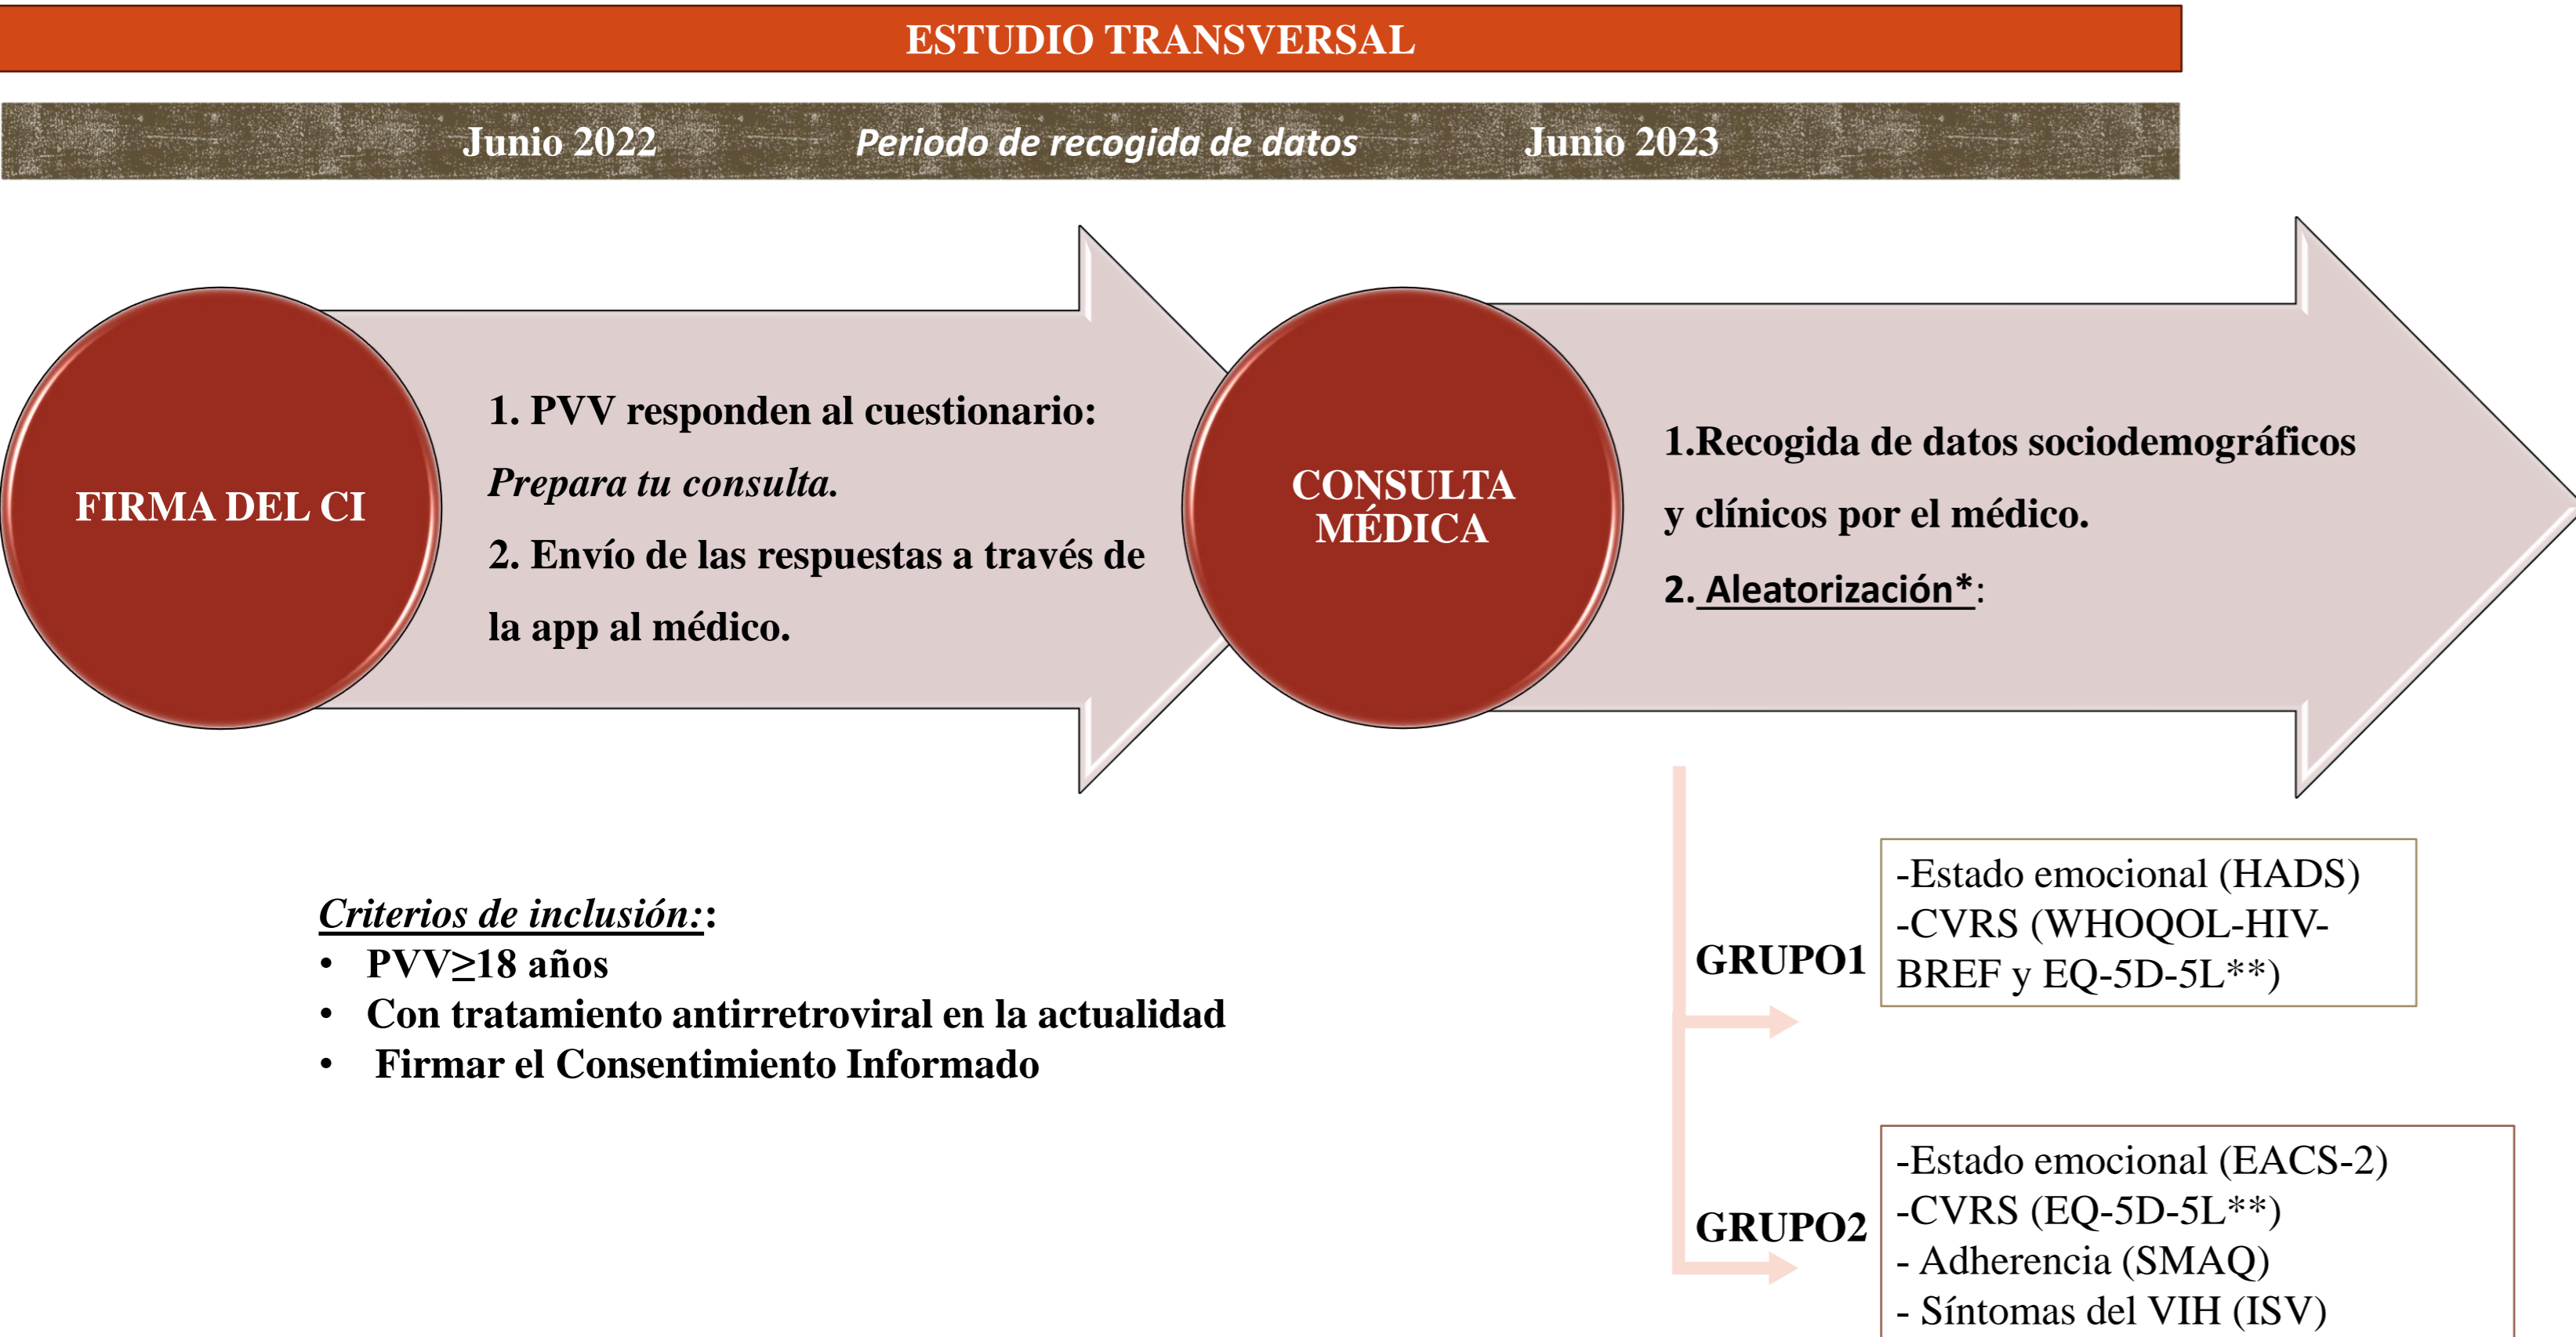 ESTUDIO TRANSVERSAL
Junio 2022 Periodo de recogida de datos Junio 2023
FIRMA DEL CI
1. PVV responden al cuestionario:
Prepara tu consulta.
2. Envío de las respuestas a través de
la app al médico.
CONSULTA
MÉDICA
1.Recogida de datos sociodemográficos
y clínicos por el médico.
2. Aleatorización*:
Criterios de inclusión::
• PVV≥18 años
• Con tratamiento antirretroviral en la actualidad
• Firmar el Consentimiento Informado
GRUPO1
-Estado emocional (HADS)
-CVRS (WHOQOL-HIV-
BREF y EQ-5D-5L**)
GRUPO2
-Estado emocional (EACS-2)
-CVRS (EQ-5D-5L**)
- Adherencia (SMAQ)
- Síntomas del VIH (ISV)